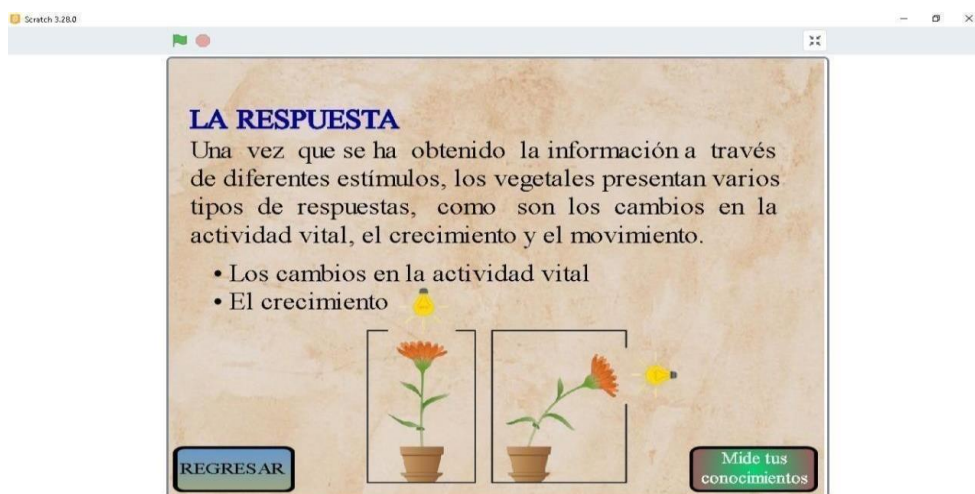 Scratch 3.28.0
LA RESPUESTA
Una vez que se ha obtenido la información a través
de diferentes estímulos, los vegetales presentan varios
tipos de respuestas, como son los cambios en la
actividad vital, el crecimiento y el movimiento.
• Los cambios en la actividad vital
• El crecimiento
REGRESAR
Mide tus
conocimientos